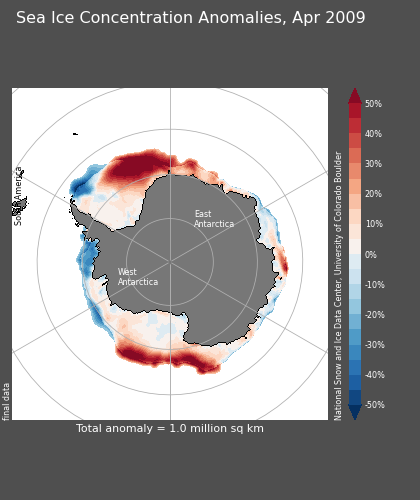 Sea Ice Concentration Anomalies, Apr 2009
South America
East
Antarctica
West
Antarctica
50%
40%
30%
20%
10%
0%
-10%
-20%
-30%
-40%
-50%
National Snow and Ice Data Center, University of Colorado Boulder
final data
Total anomaly = 1.0 million sq km